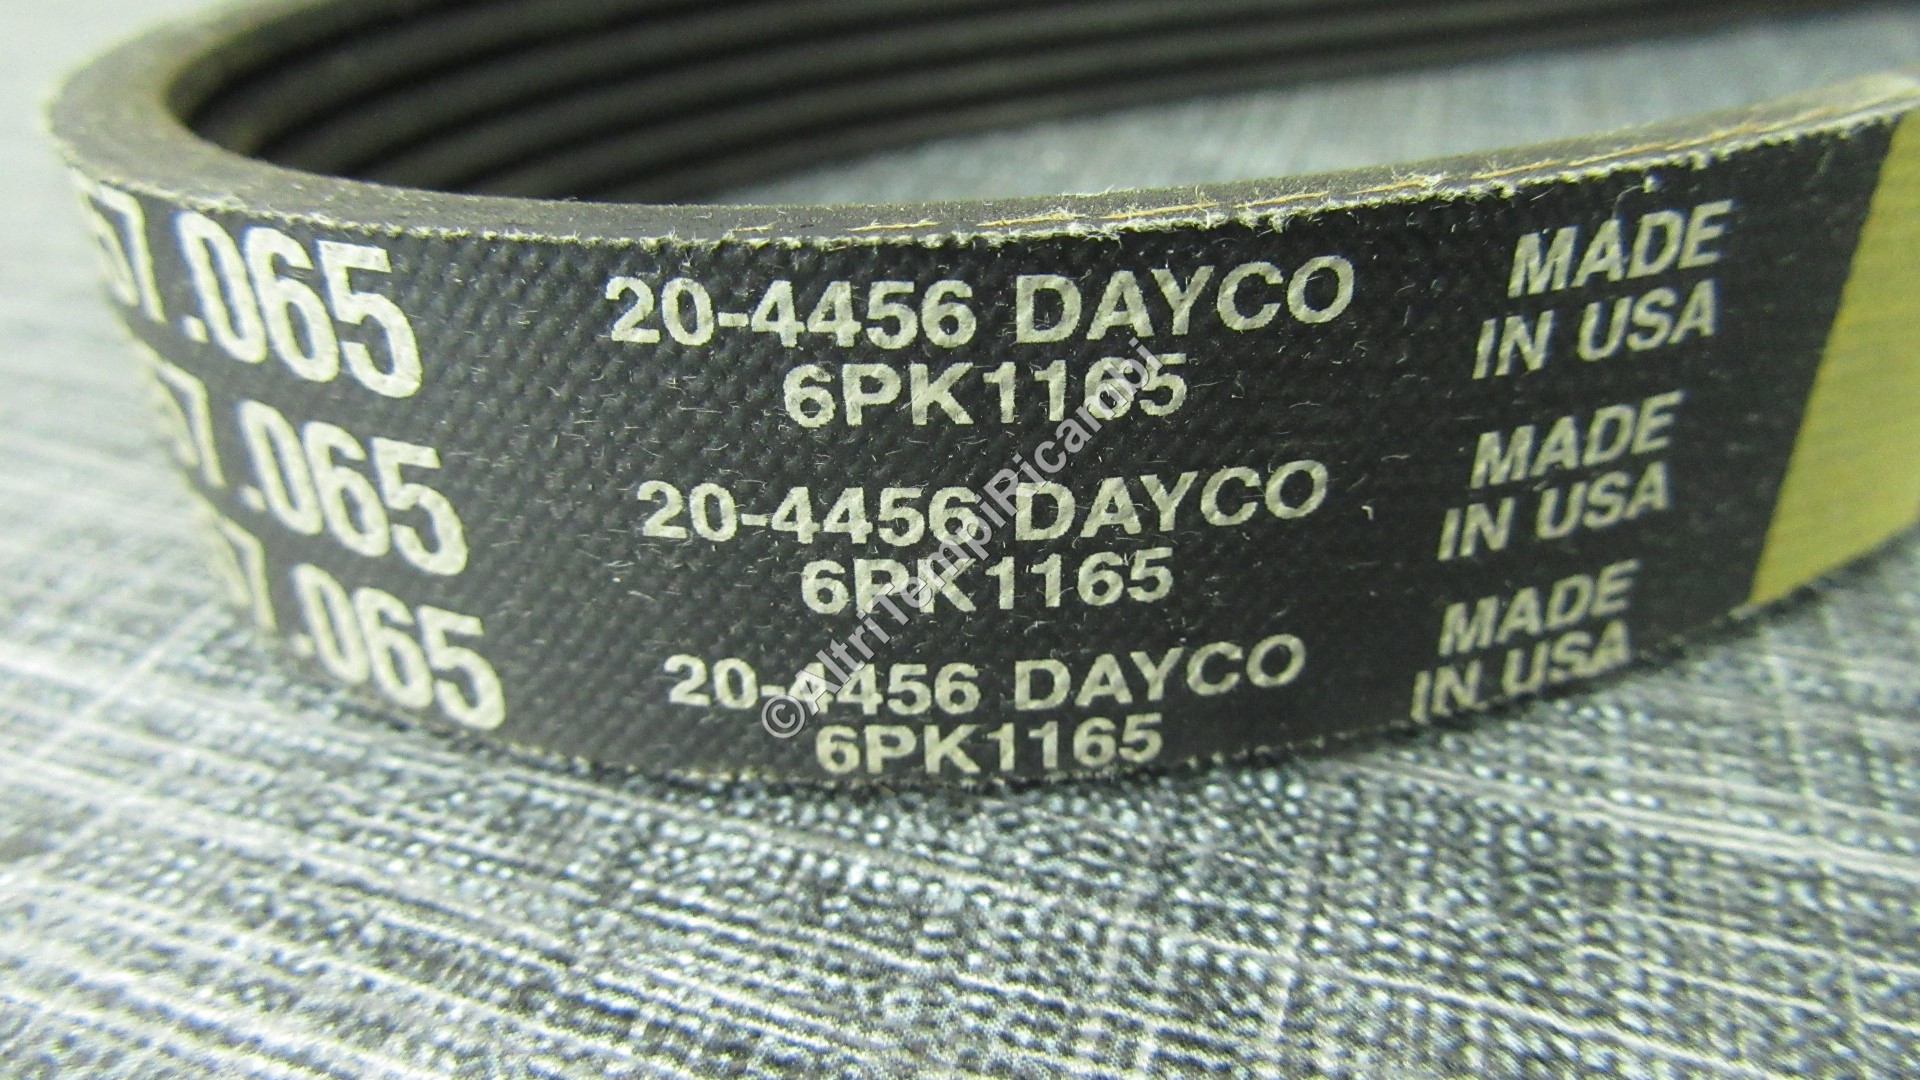 .065
20-4456 DAYCO
6PK1165
MADE
IN USA
.065
20-4456 DAYCO
6PK1165
MADE
IN USA
.065
20-4456 DAYCO
6PK1165
MADE
IN USA
©AltriTempiRicambi